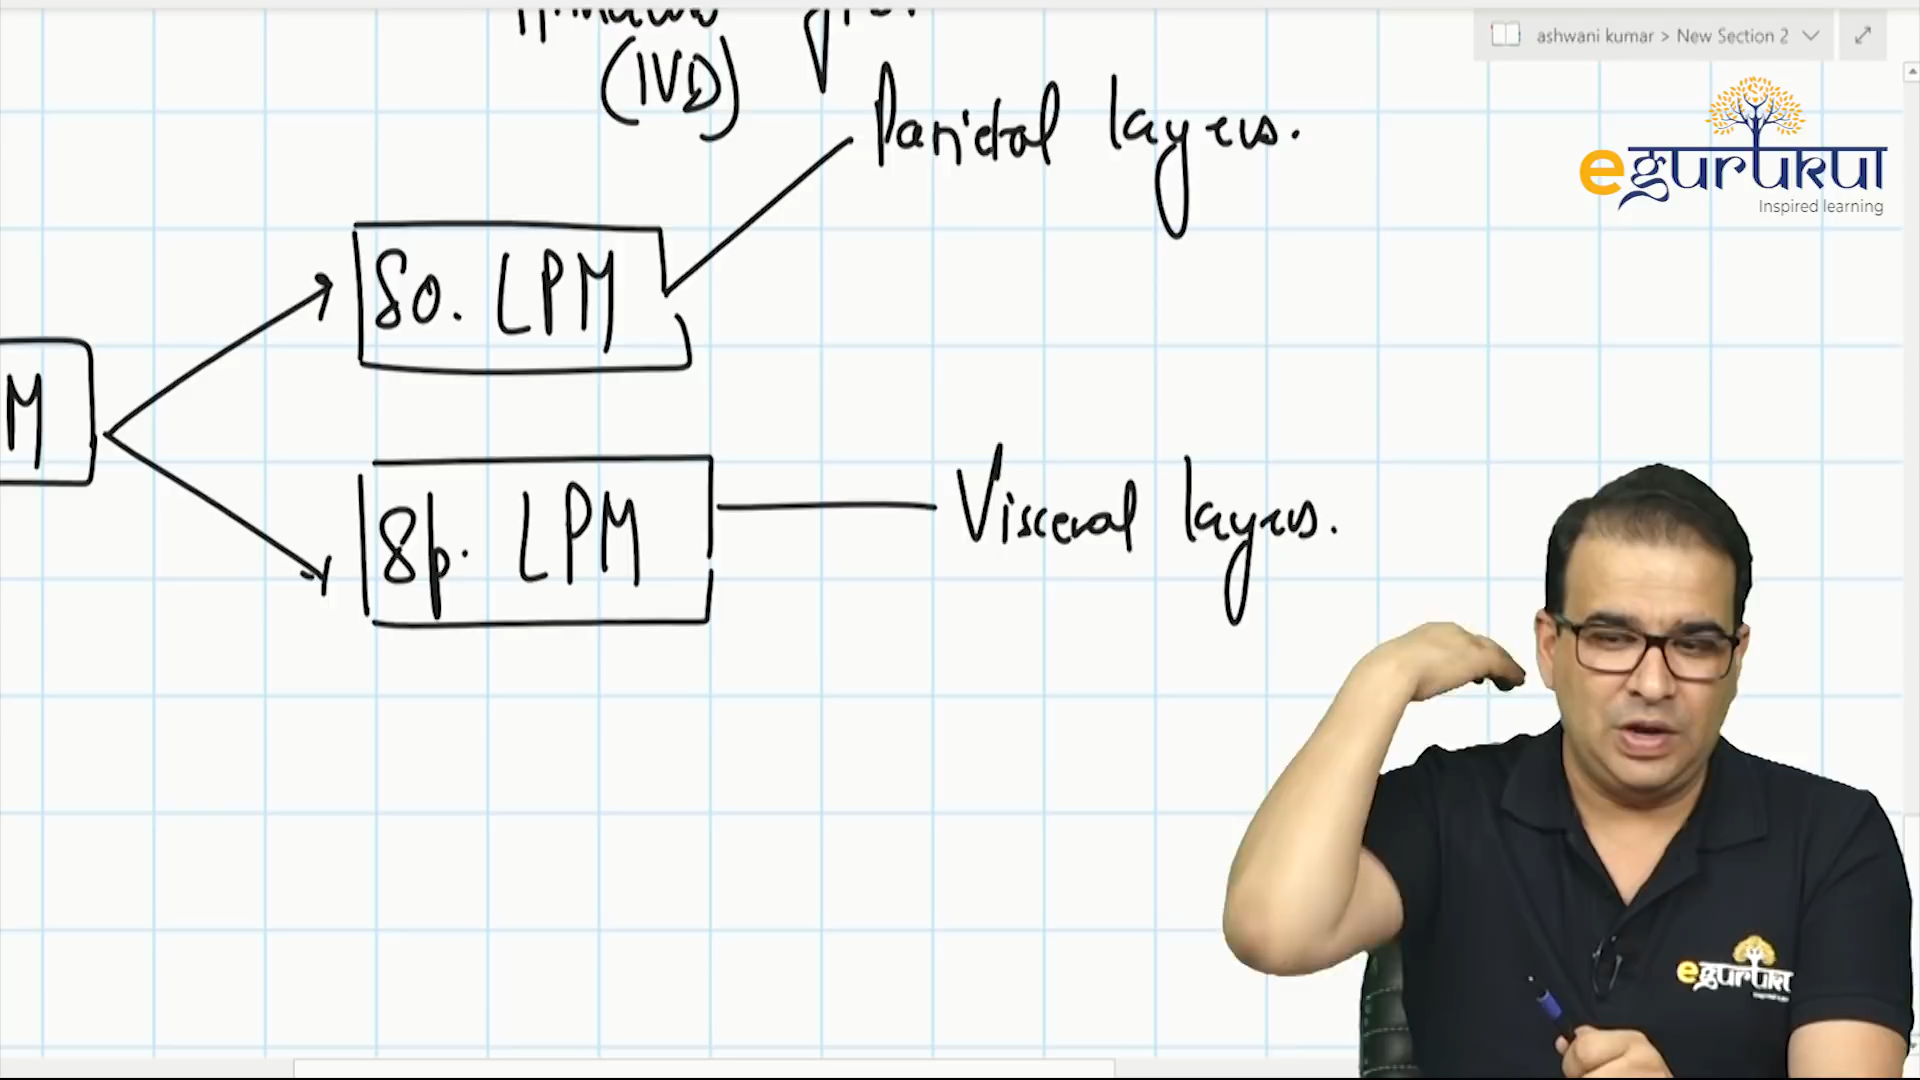 (IVD)
ashwani kumar > New Section 2
Parietal layers.
egurukul
Inspired learning
So. LPM
M
Sp. LPM
Visceral layers.
egurukul